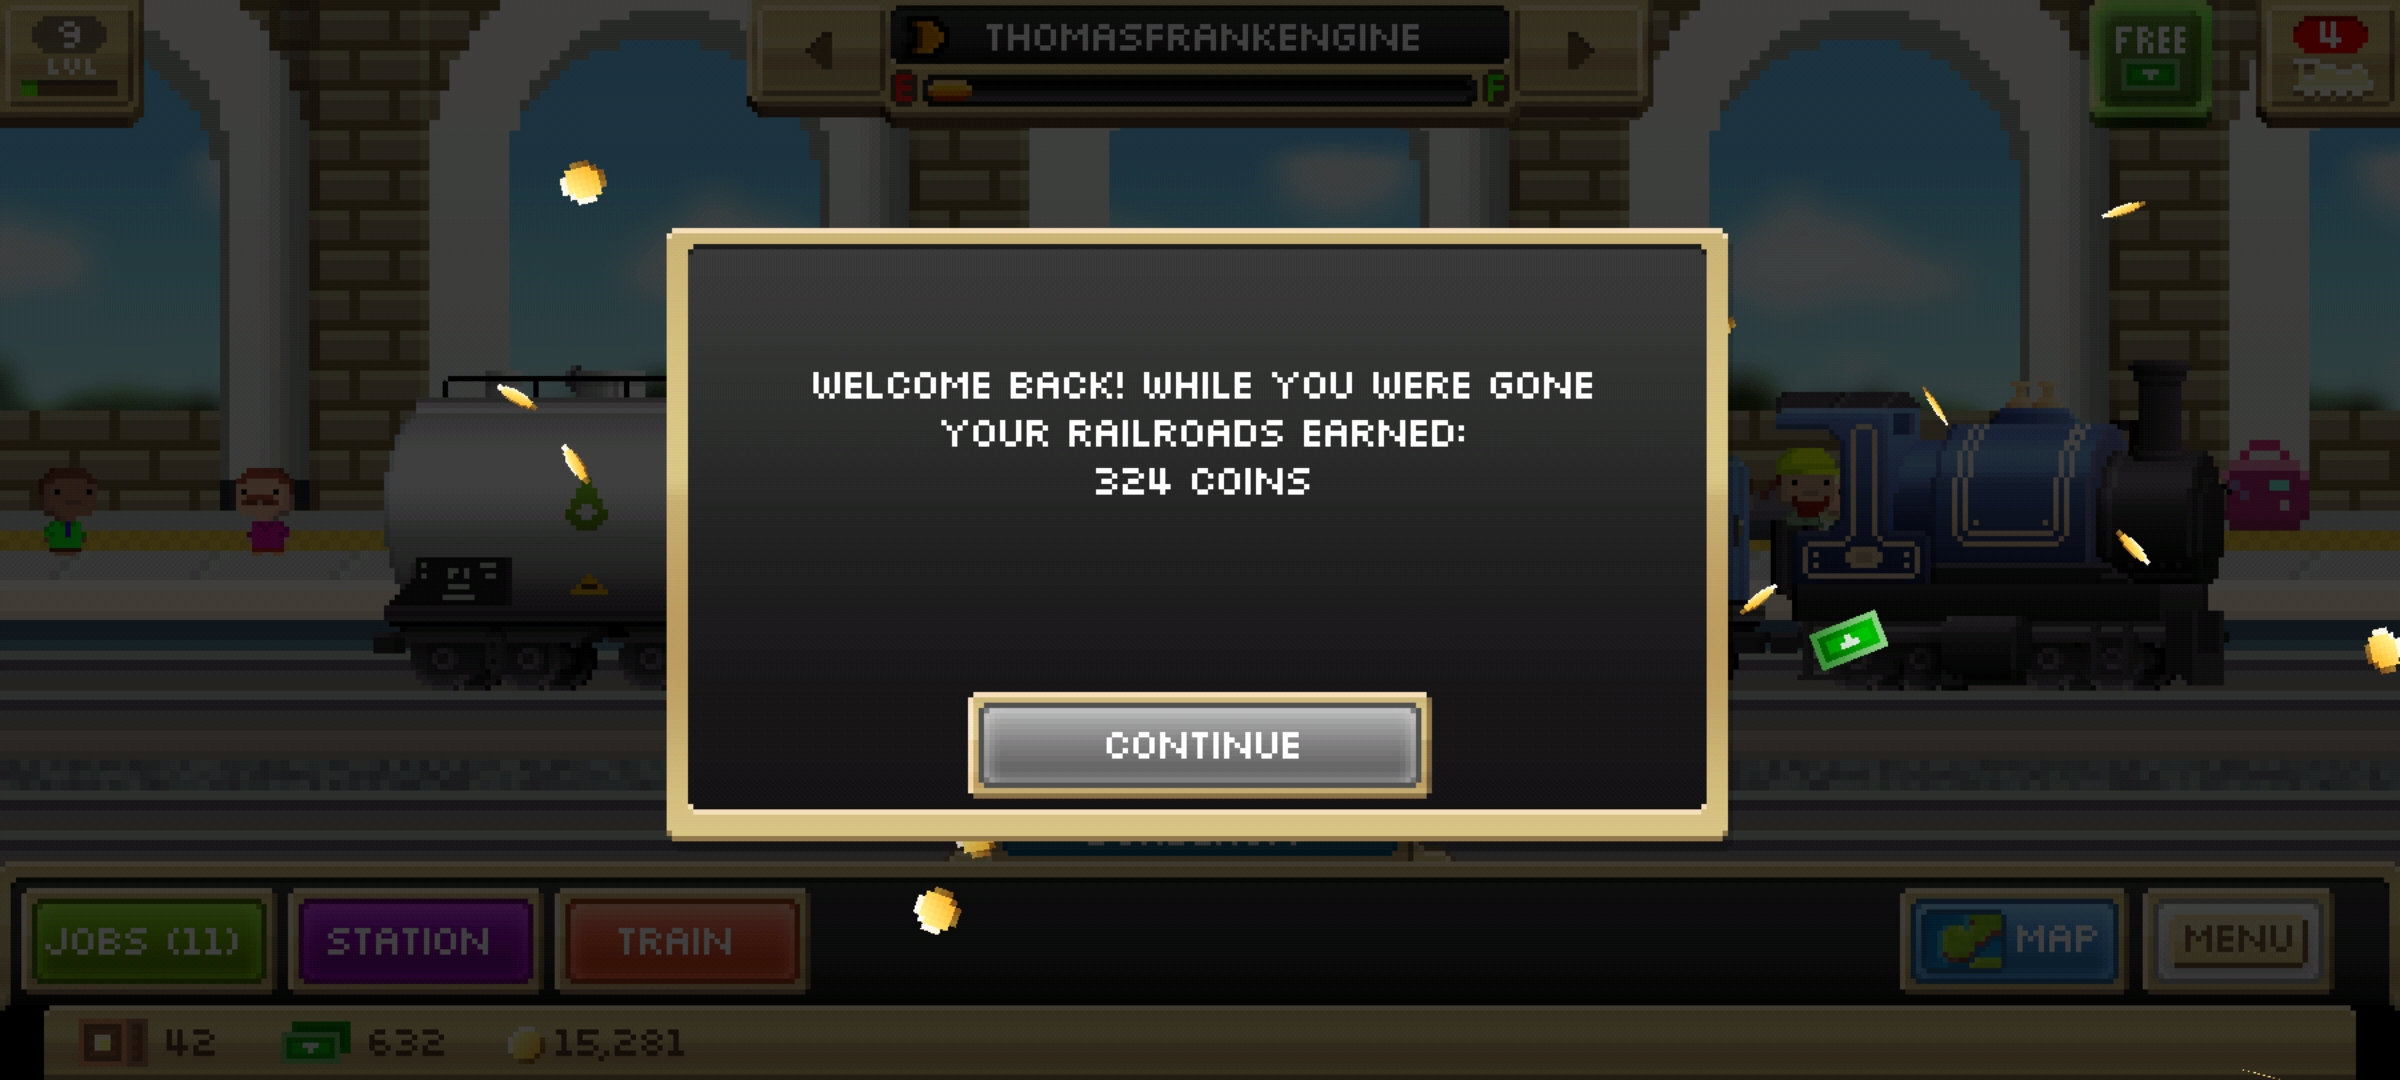 9
LVL
THOMASFRANKENGINE
E F
FREE
4
WELCOME BACK! WHILE YOU WERE GONE
YOUR RAILROADS EARNED:
324 COINS
CONTINUE
JOBS (11)
STATION
TRAIN
MAP
MENU
42
632
15,281